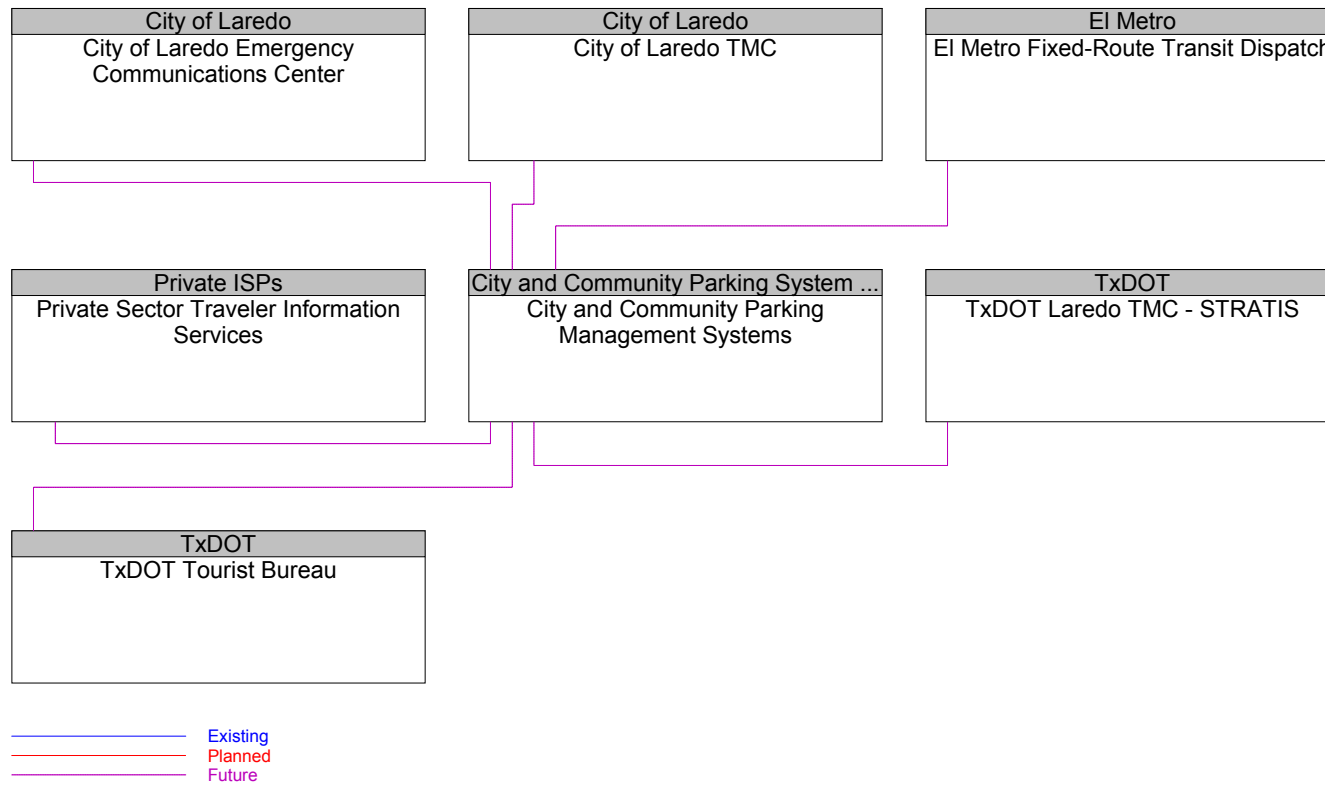 City of Laredo
City of Laredo Emergency
Communications Center
City of Laredo
City of Laredo TMC
El Metro
El Metro Fixed-Route Transit Dispatch
Private ISPs
Private Sector Traveler Information
Services
City and Community Parking System ...
City and Community Parking
Management Systems
TxDOT
TxDOT Laredo TMC - STRATIS
TxDOT
TxDOT Tourist Bureau
Existing
Planned
Future